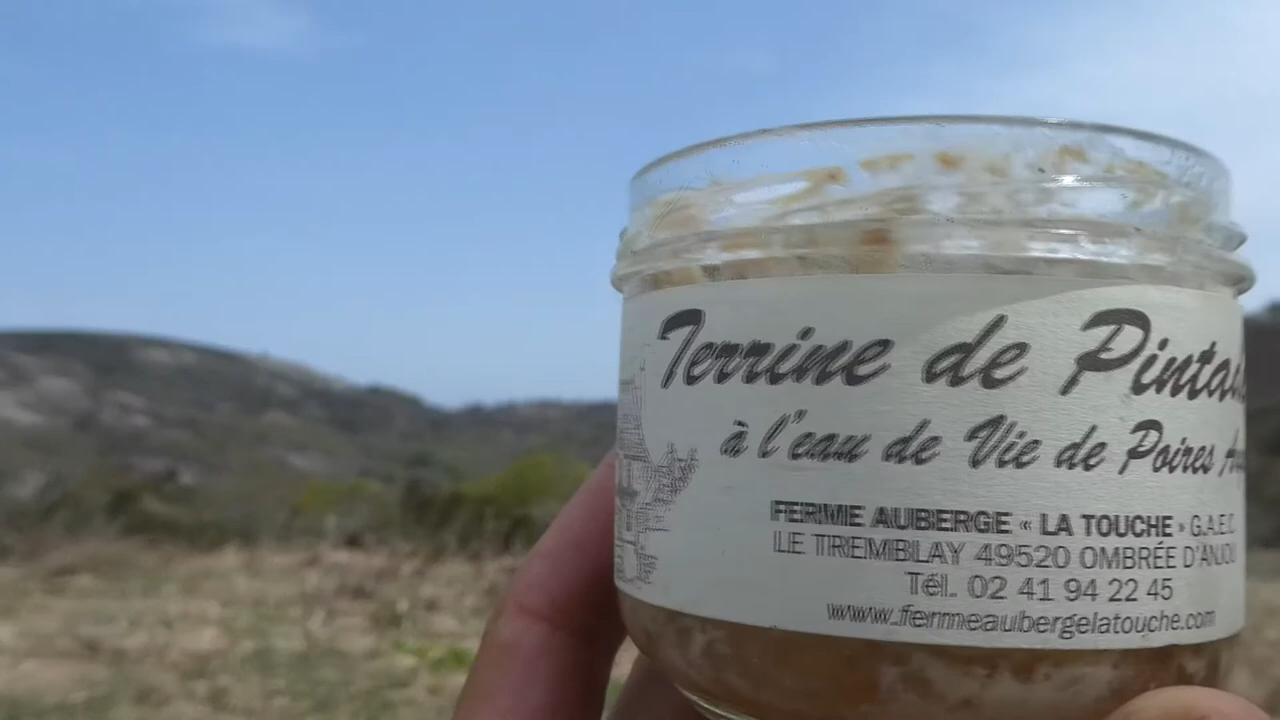 Terrine de
à l'eau de Vie de Poires
FERME AUBERGE « LA TOUCHE » G.A.E.C
LE TREMBLAY 49520 OMBRÉE D'ANJOU
Tél. 02 41 94 22 45
www.fermeaubergelatouche.com